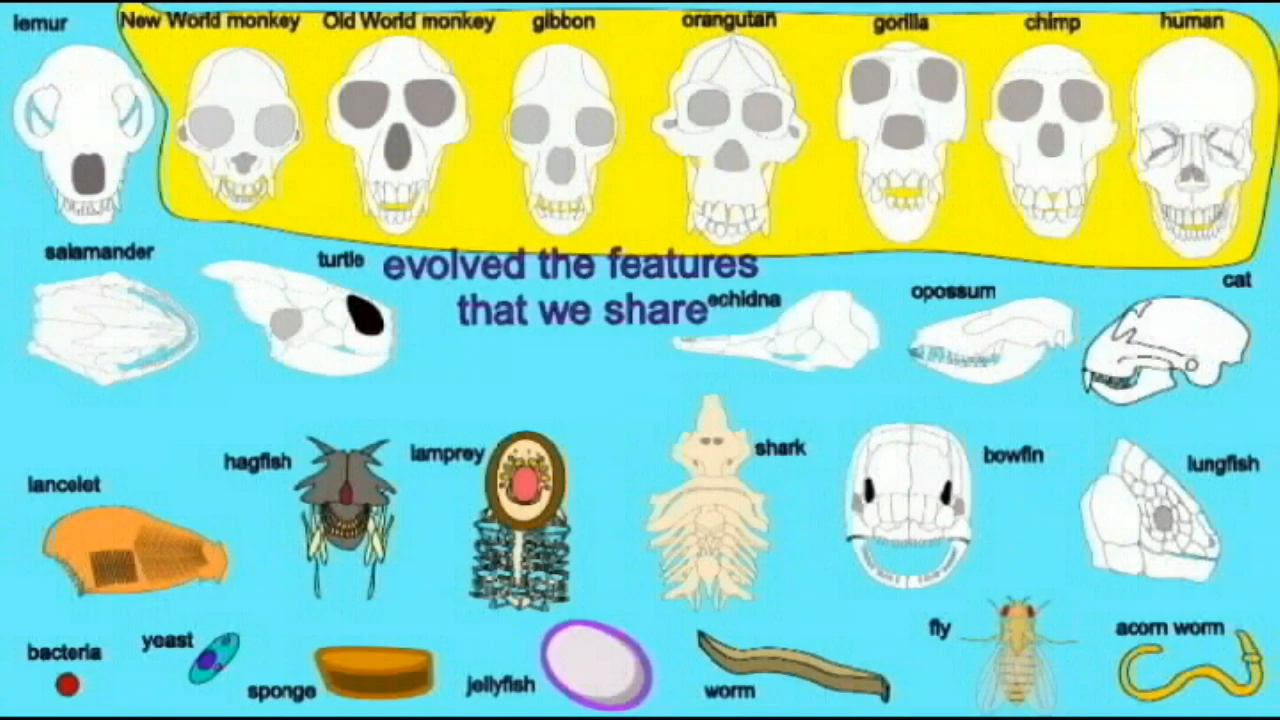 lemur
New World monkey
Old World monkey
gibbon
orangutan
gorilla
chimp
human
salamander
turtle
evolved the features
that we share
echidna
opossum
cat
lancelet
hagfish
lamprey
shark
bowfin
lungfish
bacteria
yeast
sponge
jellyfish
worm
fly
acorn worm